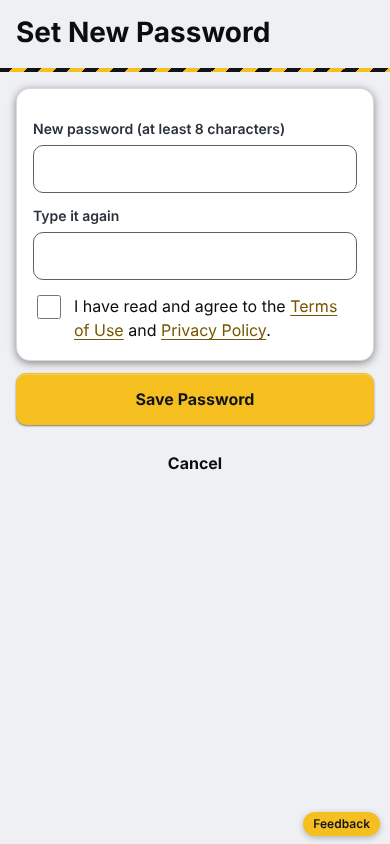 Set New Password
New password (at least 8 characters)
Type it again
I have read and agree to the Terms
of Use and Privacy Policy.
Save Password
Cancel
Feedback